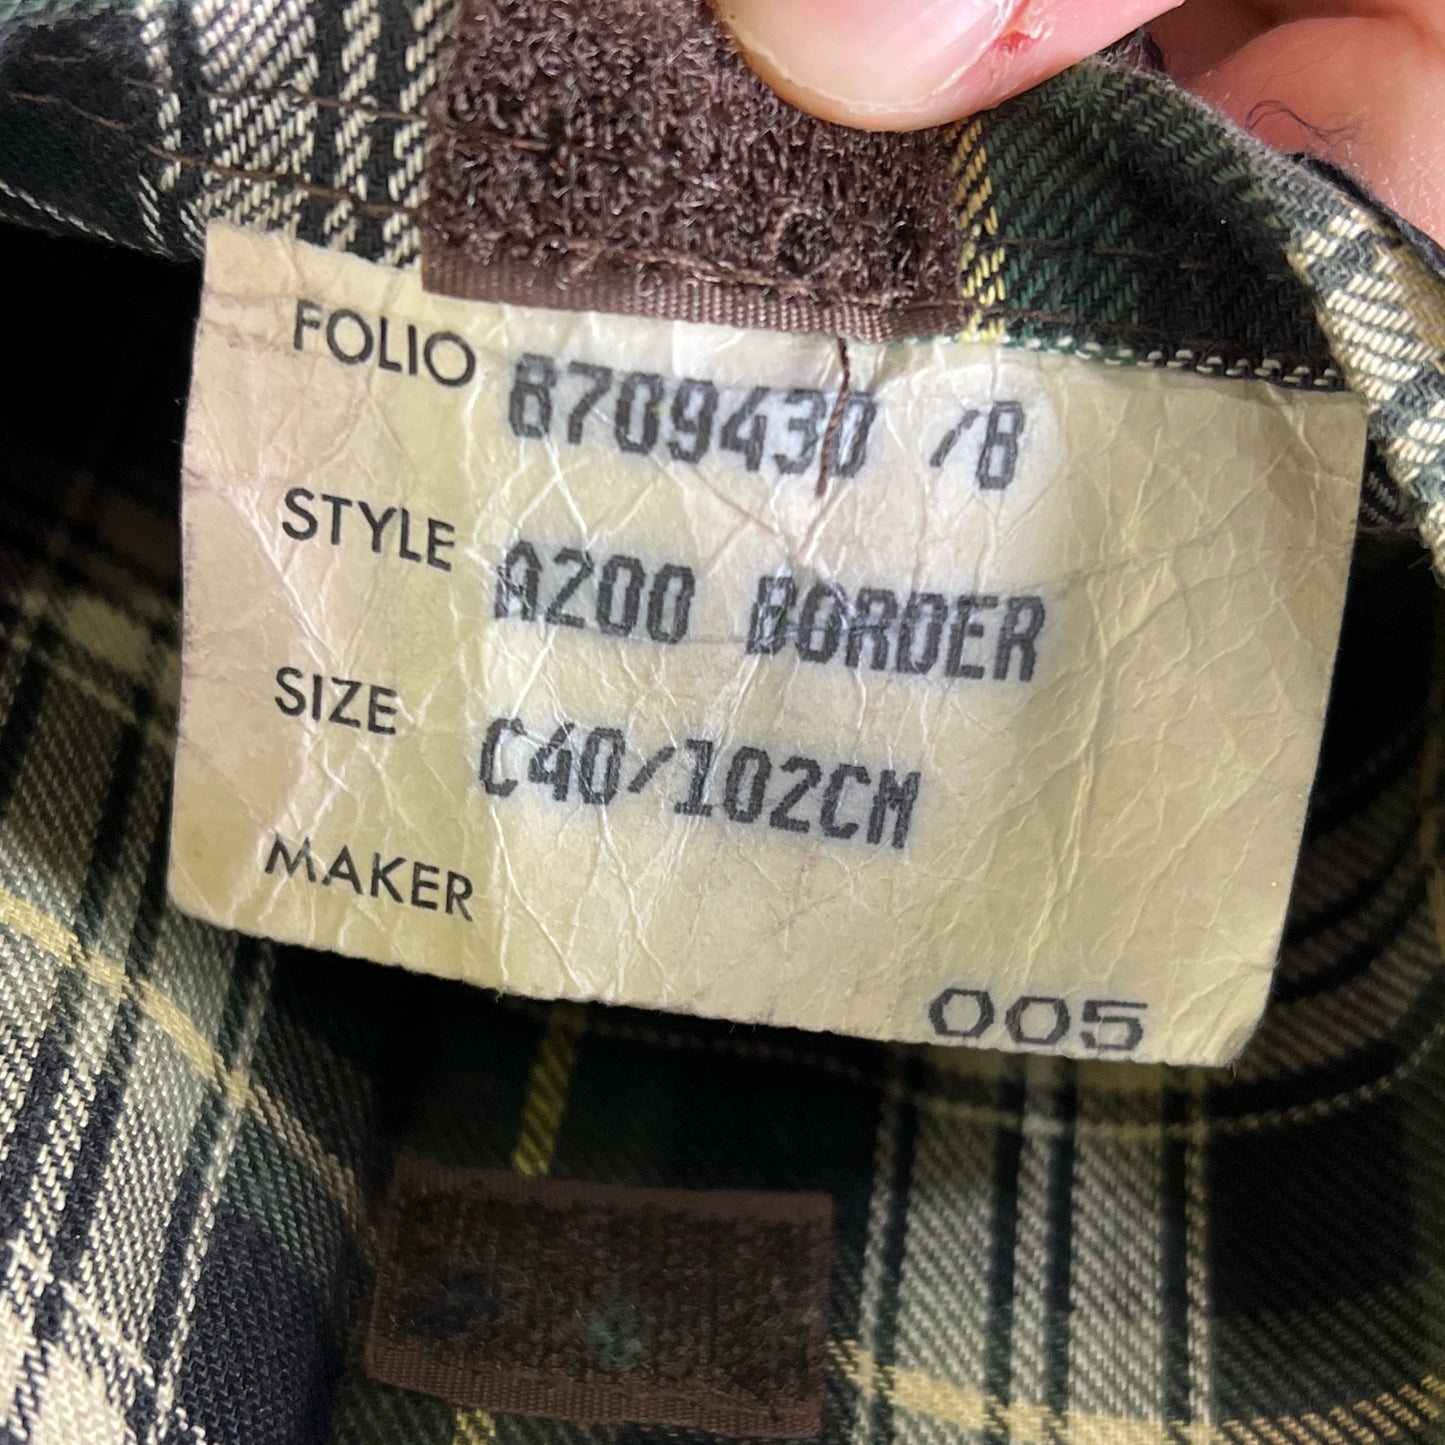 FOLIO 8709430 /8
STYLE A200 BORDER
SIZE C40/102CM
MAKER
005